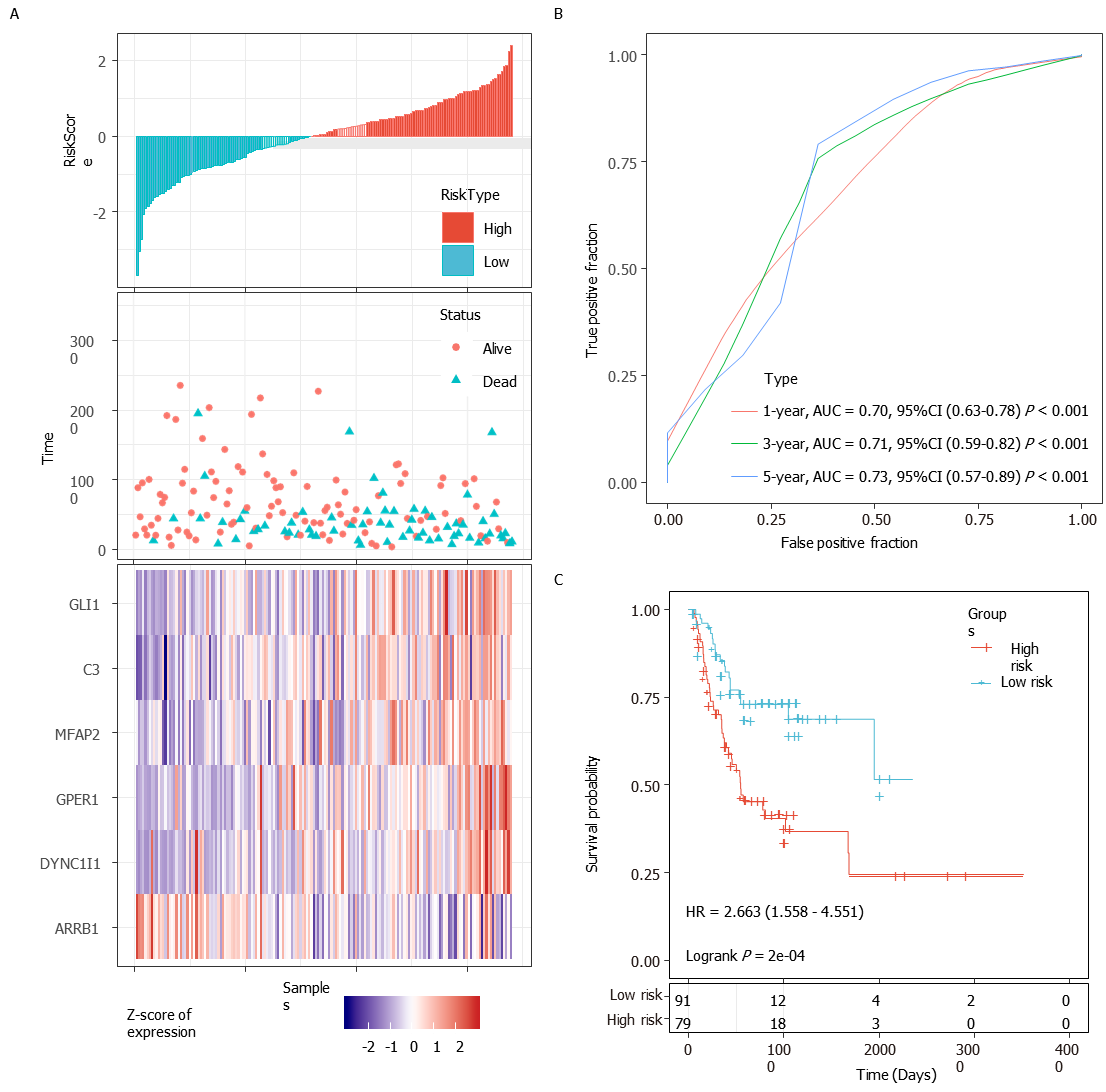 A
2
0
-2
RiskScor
e
RiskType
High
Low
Status
Alive
Dead
300
0
200
0
100
0
0
Time
GLI1
C3
MFAP2
GPER1
DYNC1I1
ARRB1
Sample
s
Z-score of
expression
-2 -1 0 1 2
B
1.00
0.75
0.50
0.25
0.00
True positive fraction
Type
1-year, AUC = 0.70, 95%CI (0.63-0.78) P < 0.001
3-year, AUC = 0.71, 95%CI (0.59-0.82) P < 0.001
5-year, AUC = 0.73, 95%CI (0.57-0.89) P < 0.001
0.00 0.25 0.50 0.75 1.00
False positive fraction
C
1.00
0.75
0.50
0.25
0.00
Survival probability
Group
s
High
risk
Low risk
HR = 2.663 (1.558 - 4.551)
Logrank P = 2e-04
Low risk 91 12 4 2 0
High risk 79 18 3 0 0
0 100 2000 300 400
0 0 0
Time (Days)